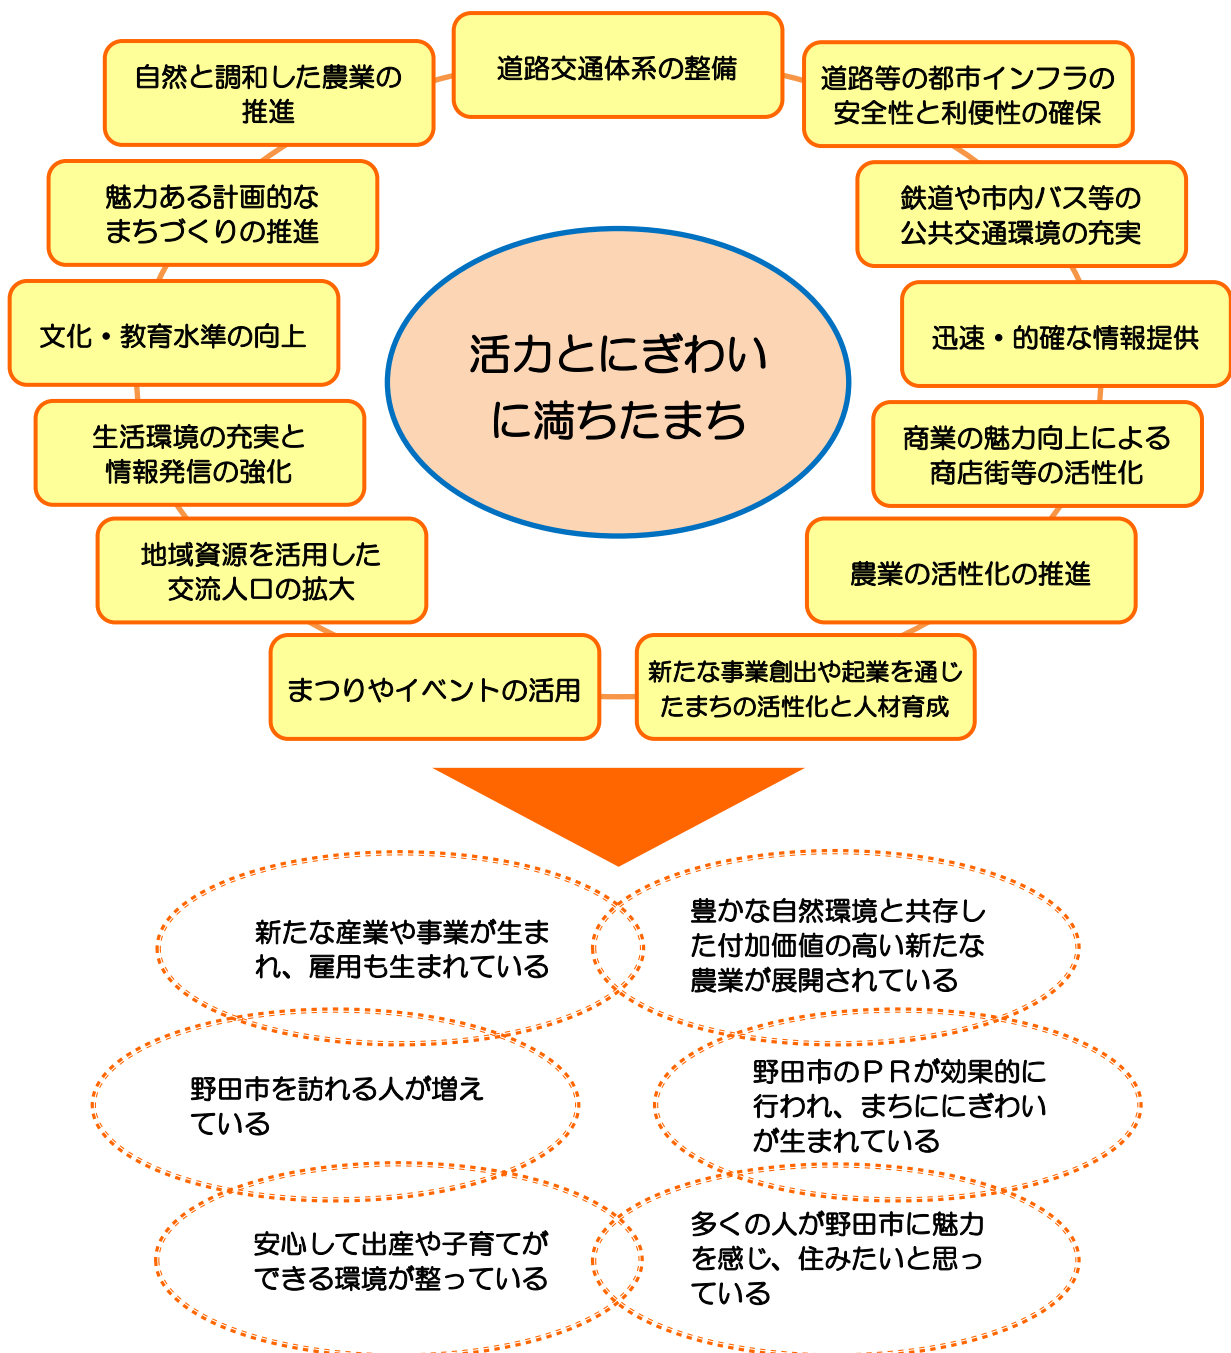 道路交通体系の整備
道路等の都市インフラの
安全性と利便性の確保
鉄道や市内バス等の
公共交通環境の充実
迅速・的確な情報提供
商業の魅力向上による
商店街等の活性化
農業の活性化の推進
新たな事業創出や起業を通じ
たまちの活性化と人材育成
まつりやイベントの活用
地域資源を活用した
交流人口の拡大
生活環境の充実と
情報発信の強化
文化・教育水準の向上
魅力ある計画的な
まちづくりの推進
自然と調和した農業の
推進
活力とにぎわい
に満ちたまち
新たな産業や事業が生ま
れ、雇用も生まれている
豊かな自然環境と共存し
た付加価値の高い新たな
農業が展開されている
野田市を訪れる人が増え
ている
野田市のＰＲが効果的に
行われ、まちににぎわい
が生まれている
安心して出産や子育てが
できる環境が整っている
多くの人が野田市に魅力
を感じ、住みたいと思っ
ている